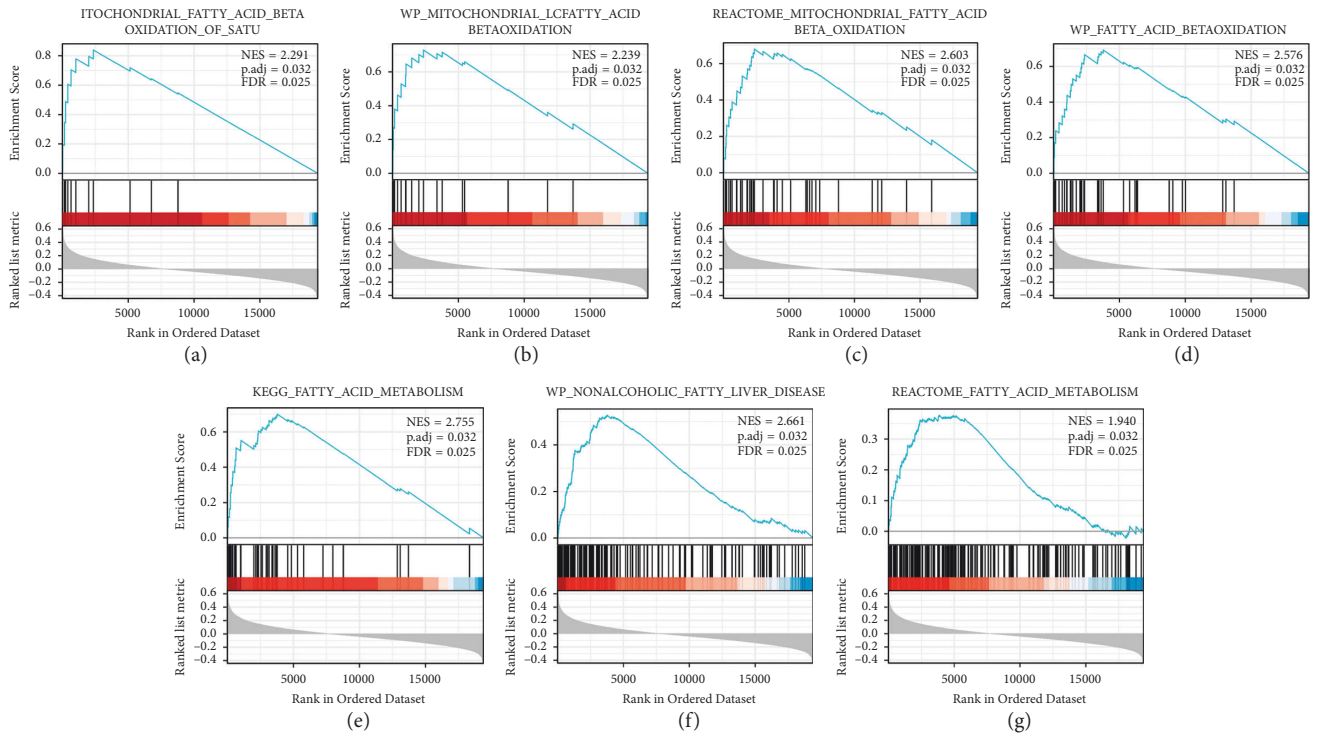 ITOCHONDRIAL_FATTY_ACID_BETA
OXIDATION_OF_SATU
NES = 2.291
p.adj = 0.032
FDR = 0.025
Enrichment Score
0.8
0.6
0.4
0.2
0.0
Ranked list metric
0.6
0.4
0.2
0.0
−0.2
−0.4
5000 10000 15000
Rank in Ordered Dataset
(a)
WP_MITOCHONDRIAL_LCFATTY_ACID
BETAOXIDATION
NES = 2.239
p.adj = 0.032
FDR = 0.025
Enrichment Score
0.6
0.4
0.2
0.0
Ranked list metric
0.6
0.4
0.2
0.0
−0.2
−0.4
5000 10000 15000
Rank in Ordered Dataset
(b)
REACTOME_MITOCHONDRIAL_FATTY_ACID
BETA_OXIDATION
NES = 2.603
p.adj = 0.032
FDR = 0.025
Enrichment Score
0.6
0.4
0.2
0.0
Ranked list metric
0.6
0.4
0.2
0.0
−0.2
−0.4
5000 10000 15000
Rank in Ordered Dataset
(c)
WP_FATTY_ACID_BETAOXIDATION
NES = 2.576
p.adj = 0.032
FDR = 0.025
Enrichment Score
0.6
0.4
0.2
0.0
Ranked list metric
0.6
0.4
0.2
0.0
−0.2
−0.4
5000 10000 15000
Rank in Ordered Dataset
(d)
KEGG_FATTY_ACID_METABOLISM
NES = 2.755
p.adj = 0.032
FDR = 0.025
Enrichment Score
0.6
0.4
0.2
0.0
Ranked list metric
0.6
0.4
0.2
0.0
−0.2
−0.4
5000 10000 15000
Rank in Ordered Dataset
(e)
WP_NONALCOHOLIC_FATTY_LIVER_DISEASE
NES = 2.661
p.adj = 0.032
FDR = 0.025
Enrichment Score
0.4
0.2
0.0
Ranked list metric
0.6
0.4
0.2
0.0
−0.2
−0.4
5000 10000 15000
Rank in Ordered Dataset
(f)
REACTOME_FATTY_ACID_METABOLISM
NES = 1.940
p.adj = 0.032
FDR = 0.025
Enrichment Score
0.3
0.2
0.1
0.0
Ranked list metric
0.6
0.4
0.2
0.0
−0.2
−0.4
5000 10000 15000
Rank in Ordered Dataset
(g)